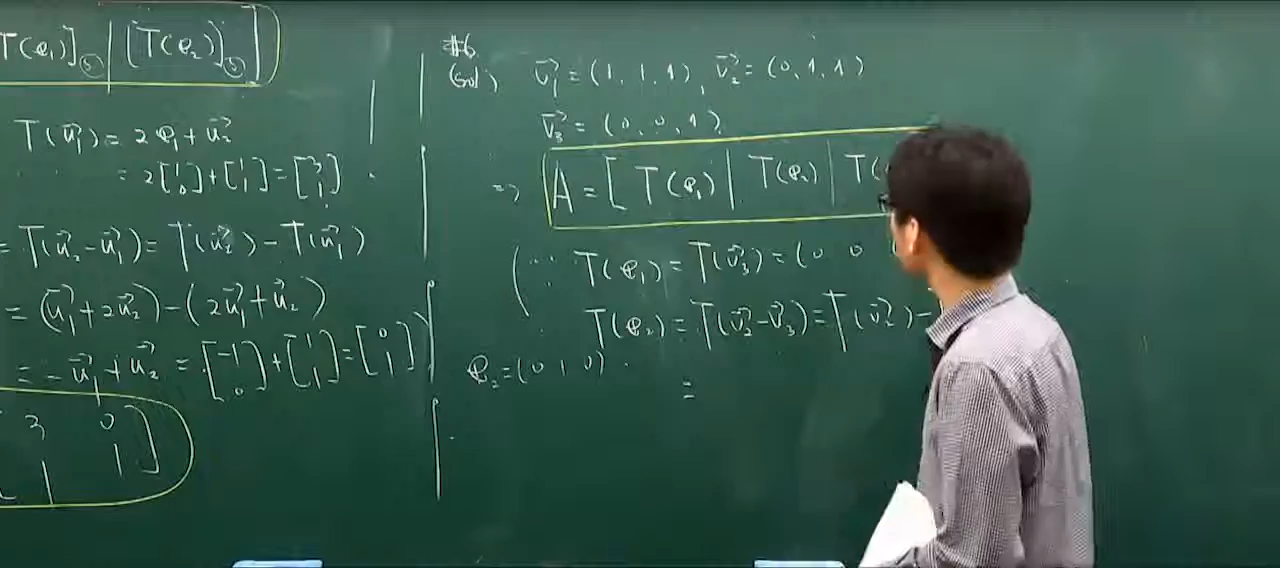 T(e₁)]Ⓢ | [T(e₂)]Ⓢ]
T(u₁⃗) = 2e₁ + u₂⃗
= 2[1 0] + [1 1] = [3 1]
= T(u₂⃗ - u₁⃗) = T(u₂⃗) - T(u₁⃗)
= (u₁⃗ + 2u₂⃗) - (2u₁⃗ + u₂⃗)
= -u₁⃗ + u₂⃗ = [-1 0] + [1 1] = [0 1]
3 0
1 1]
#6
(sol)
v₁⃗ = (1, 1, 1), v₂⃗ = (0, 1, 1)
v₃⃗ = (0, 0, 1).
⇒ A = [ T(e₁) | T(e₂) | T(
(∵ T(e₁) = T(v₃⃗) = (0 0
T(e₂) = T(v₂⃗ - v₃⃗) = T(v₂⃗) -
e₂ = (0 1 0)
=